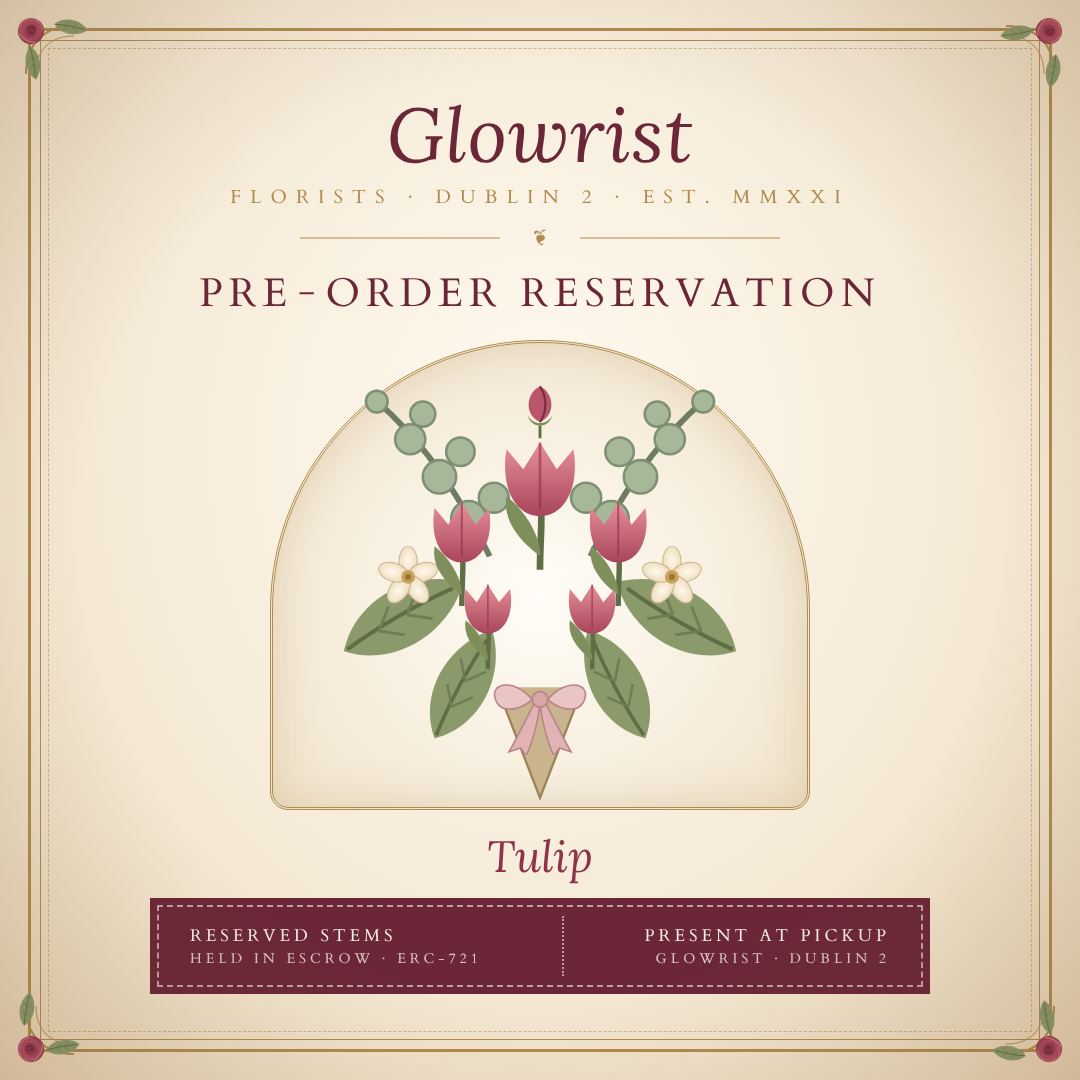 Glowrist
FLORISTS · DUBLIN 2 · EST. MMXXI
PRE-ORDER RESERVATION
Tulip
RESERVED STEMS
HELD IN ESCROW · ERC-721
PRESENT AT PICKUP
GLOWRIST · DUBLIN 2